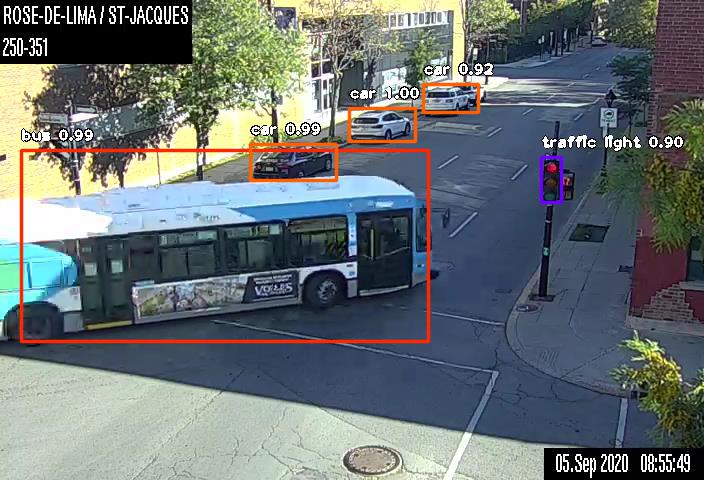 ROSE-DE-LIMA / ST-JACQUES
250-351
car 0.92
car 1.00
car 0.99
bus 0.99
traffic light 0.90
05.Sep 2020 08:55:49